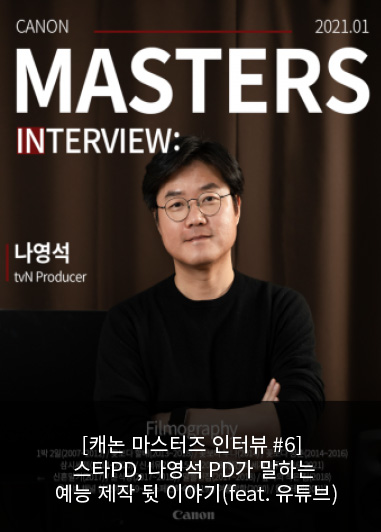 CANON 2021.01
MASTERS
INTERVIEW:
나영석
tvN Producer
Filmography
[캐논 마스터즈 인터뷰 #6]
스타PD, 나영석 PD가 말하는
예능 제작 뒷 이야기(feat. 유튜브)
Canon